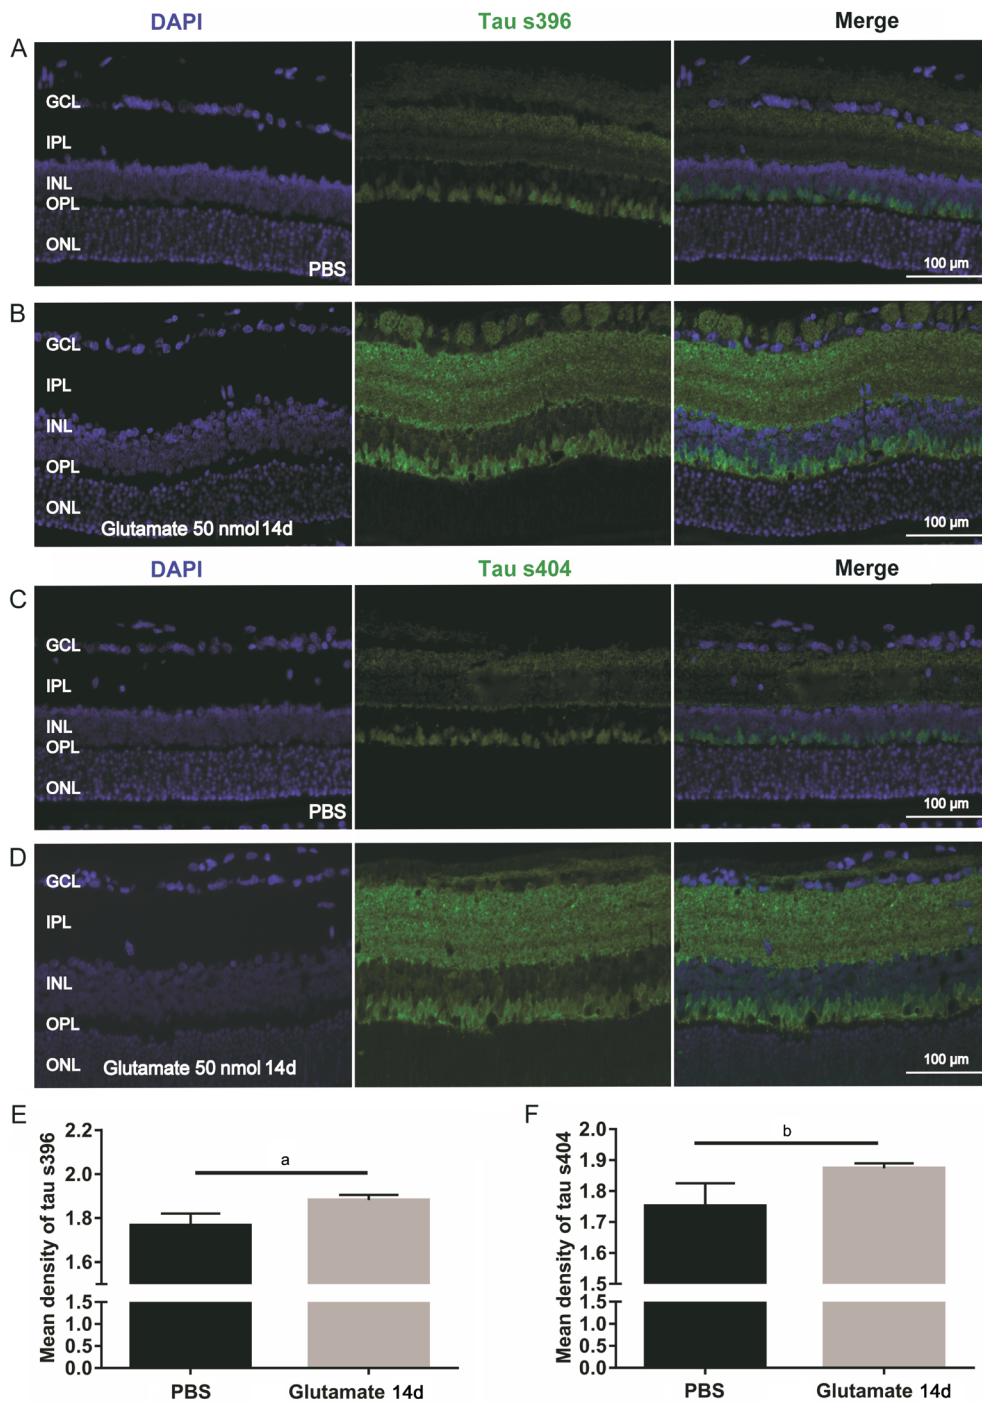 DAPI Tau s396 Merge
A
GCL
IPL
INL
OPL
ONL
PBS
100 µm
B
GCL
IPL
INL
OPL
ONL
Glutamate 50 nmol 14d
100 µm
DAPI Tau s404 Merge
C
GCL
IPL
INL
OPL
ONL
PBS
100 µm
D
GCL
IPL
INL
OPL
ONL
Glutamate 50 nmol 14d
100 µm
E
Mean density of tau s396
2.2
2.0
1.8
1.6
1.5
1.0
0.5
0.0
a
PBS Glutamate 14d
F
Mean density of tau s404
2.0
1.9
1.8
1.7
1.6
1.5
1.5
1.0
0.5
0.0
b
PBS Glutamate 14d